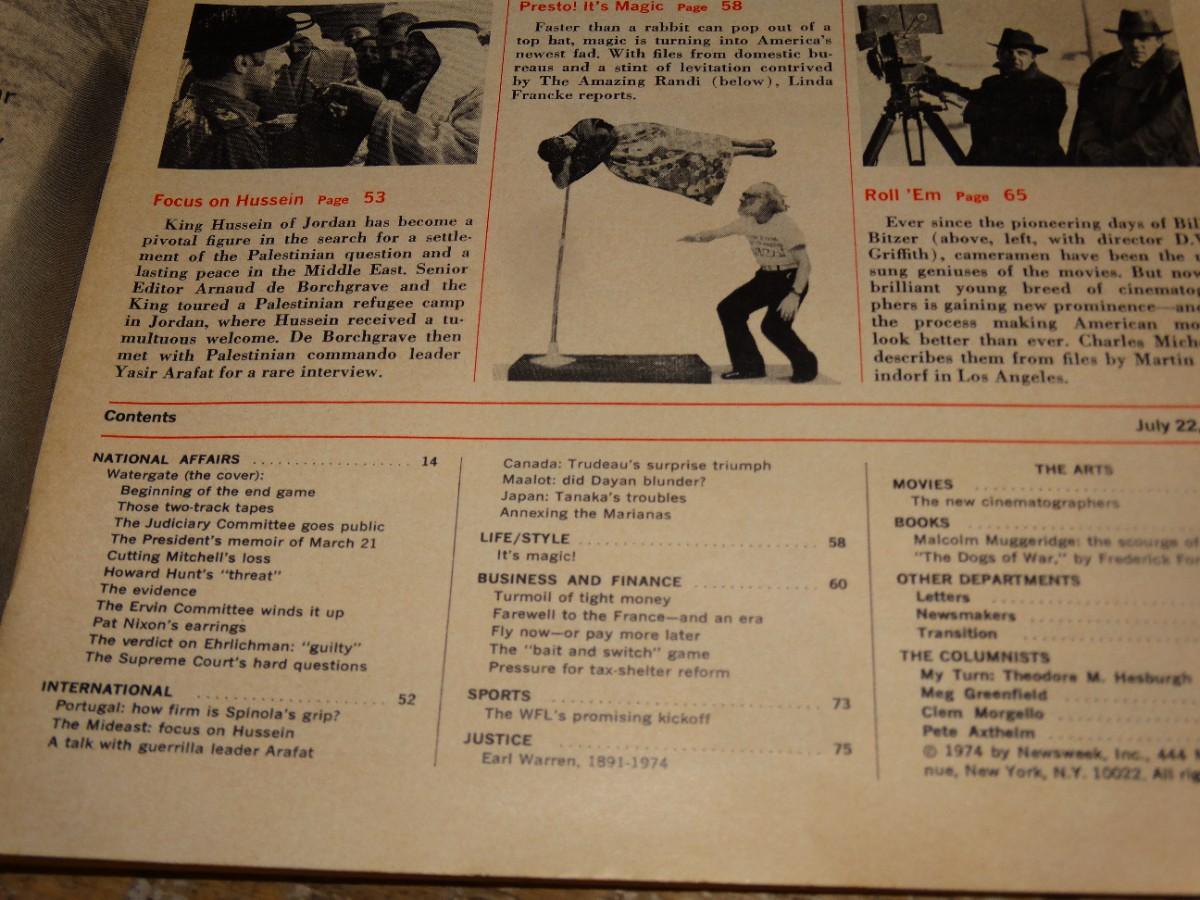 Focus on Hussein Page 53
King Hussein of Jordan has become a
pivotal figure in the search for a settle-
ment of the Palestinian question and a
lasting peace in the Middle East. Senior
Editor Arnaud de Borchgrave and the
King toured a Palestinian refugee camp
in Jordan, where Hussein received a tu-
multuous welcome. De Borchgrave then
met with Palestinian commando leader
Yasir Arafat for a rare interview.
Presto! It's Magic Page 58
Faster than a rabbit can pop out of a
top hat, magic is turning into America's
newest fad. With files from domestic bu-
reaus and a stint of levitation contrived
by The Amazing Randi (below), Linda
Francke reports.
Roll 'Em Page 65
Ever since the pioneering days of Bil
Bitzer (above, left, with director D.W
Griffith), cameramen have been the u
sung geniuses of the movies. But now
brilliant young breed of cinematog
phers is gaining new prominence—and
the process making American mo
look better than ever. Charles Mich
describes them from files by Martin
indorf in Los Angeles.
Contents
July 22,
NATIONAL AFFAIRS .......... 14
Watergate (the cover):
Beginning of the end game
Those two-track tapes
The Judiciary Committee goes public
The President's memoir of March 21
Cutting Mitchell's loss
Howard Hunt's "threat"
The evidence
The Ervin Committee winds it up
Pat Nixon's earrings
The verdict on Ehrlichman: "guilty"
The Supreme Court's hard questions
INTERNATIONAL .......... 52
Portugal: how firm is Spínola's grip?
The Mideast: focus on Hussein
A talk with guerrilla leader Arafat
Canada: Trudeau's surprise triumph
Maalot: did Dayan blunder?
Japan: Tanaka's troubles
Annexing the Marianas
LIFE/STYLE .......... 58
It's magic!
BUSINESS AND FINANCE .......... 60
Turmoil of tight money
Farewell to the France—and an era
Fly now—or pay more later
The "bait and switch" game
Pressure for tax-shelter reform
SPORTS .......... 73
The WFL's promising kickoff
JUSTICE .......... 75
Earl Warren, 1891-1974
THE ARTS
MOVIES
The new cinematographers
BOOKS
Malcolm Muggeridge: the scourge of
"The Dogs of War," by Frederick For
OTHER DEPARTMENTS
Letters
Newsmakers
Transition
THE COLUMNISTS
My Turn: Theodore M. Hesburgh
Meg Greenfield
Clem Morgello
Pete Axthelm
© 1974 by Newsweek, Inc., 444 M
nue, New York, N.Y. 10022. All rig